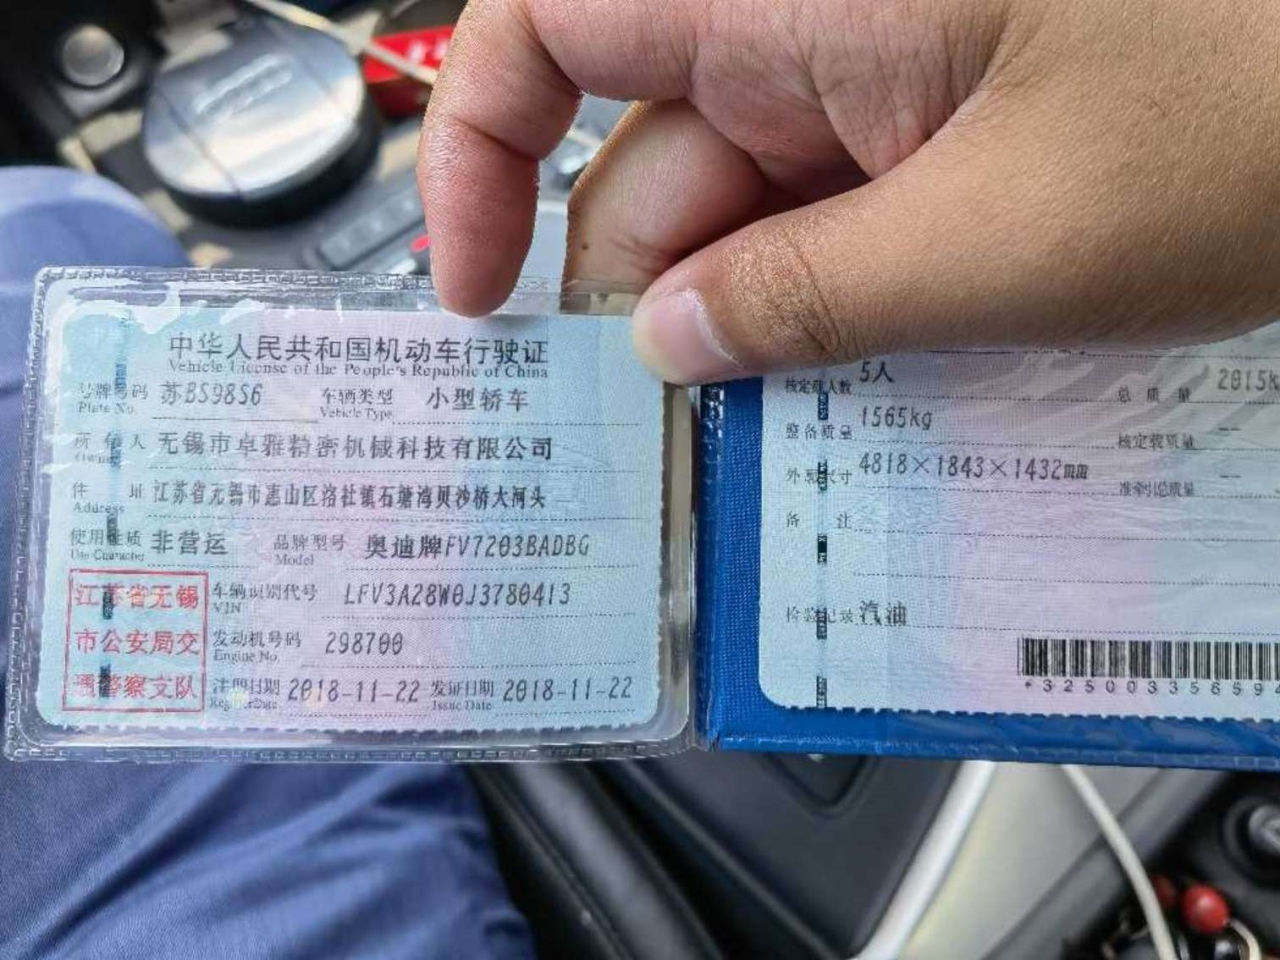 中华人民共和国机动车行驶证
Vehicle License of the People's Republic of China
号牌号码 苏BS98S6 车辆类型 小型轿车
Plate No. Vehicle Type
所有人 无锡市卓雅精密机械科技有限公司
Owner
住址 江苏省无锡市惠山区洛社镇石塘湾贝沙桥大河头
Address
使用性质 非营运 品牌型号 奥迪牌FV7203BADBG
Use Character Model
江苏省无锡
市公安局交
通警察支队
车辆识别代号 LFV3A28W0J3780413
VIN
发动机号码 298700
Engine No.
注册日期 2018-11-22 发证日期 2018-11-22
Register Date Issue Date
核定载人数 5人 总质量 2015k
整备质量 1565kg 核定载质量 --
外廓尺寸 4818×1843×1432mm 准牵引总质量 --
备注
检验记录 汽油
*325003356594